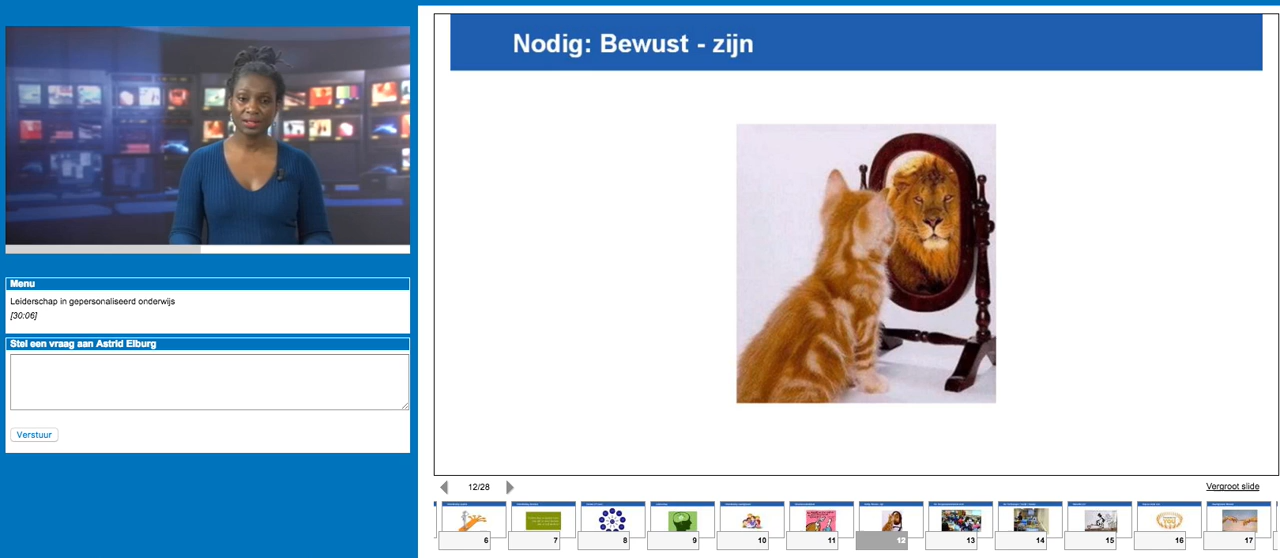 Nodig: Bewust - zijn
Menu
Leiderschap in gepersonaliseerd onderwijs
[30:06]
Stel een vraag aan Astrid Elburg
Verstuur
12/28
Vergroot slide
6
7
8
9
10
11
12
13
14
15
16
17